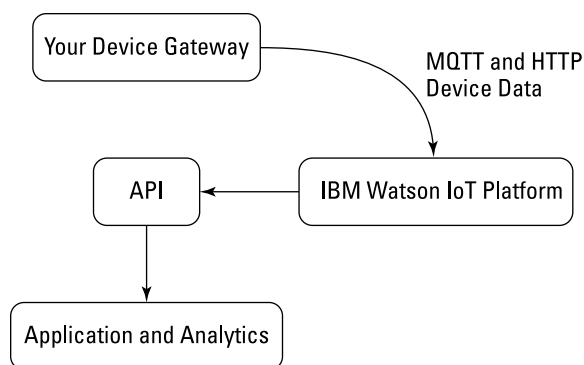 Your Device Gateway
MQTT and HTTP
Device Data
API
IBM Watson IoT Platform
Application and Analytics